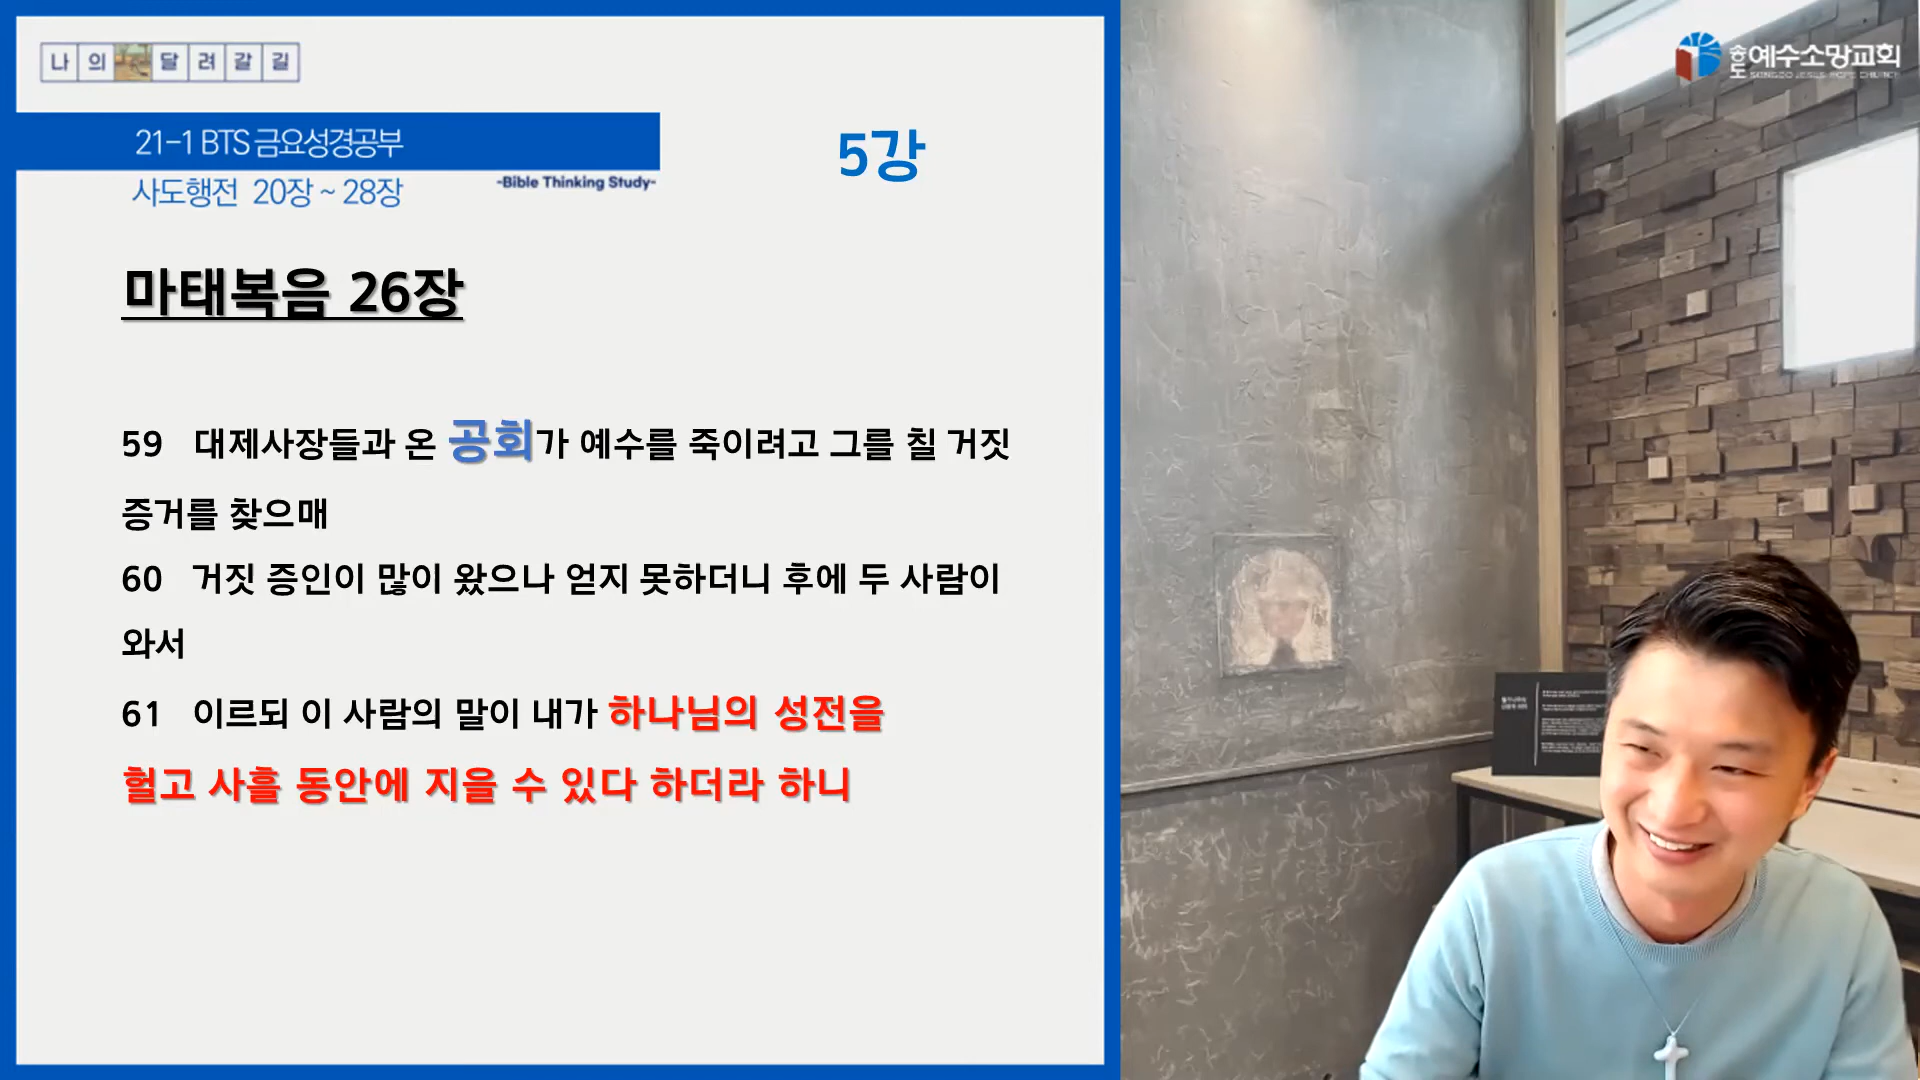 나의 달려갈길
21-1 BTS 금요성경공부
-Bible Thinking Study-
사도행전 20장 ~ 28장
5강
마태복음 26장
59 대제사장들과 온 공회가 예수를 죽이려고 그를 칠 거짓
증거를 찾으매
60 거짓 증인이 많이 왔으나 얻지 못하더니 후에 두 사람이
와서
61 이르되 이 사람의 말이 내가 하나님의 성전을
헐고 사흘 동안에 지을 수 있다 하더라 하니
송도예수소망교회
SONGDO JESUS HOPE CHURCH